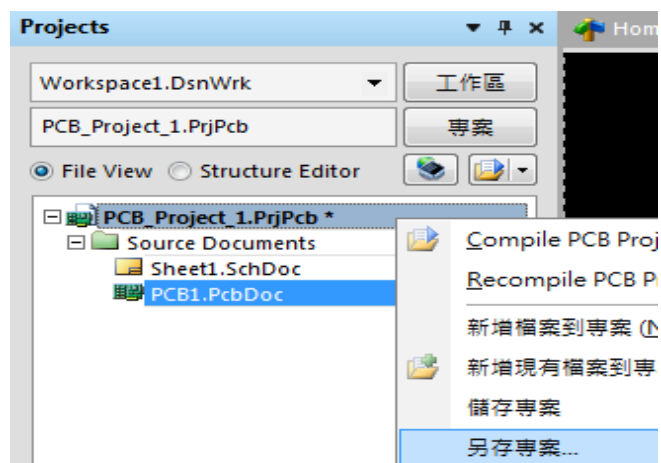 Projects
Hom
Workspace1.DsnWrk
工作區
PCB_Project_1.PrjPcb
專案
File View
Structure Editor
PCB_Project_1.PrjPcb *
Source Documents
Sheet1.SchDoc
PCB1.PcbDoc
Compile PCB Proj
Recompile PCB P
新增檔案到專案 (N
新增現有檔案到專
儲存專案
另存專案...